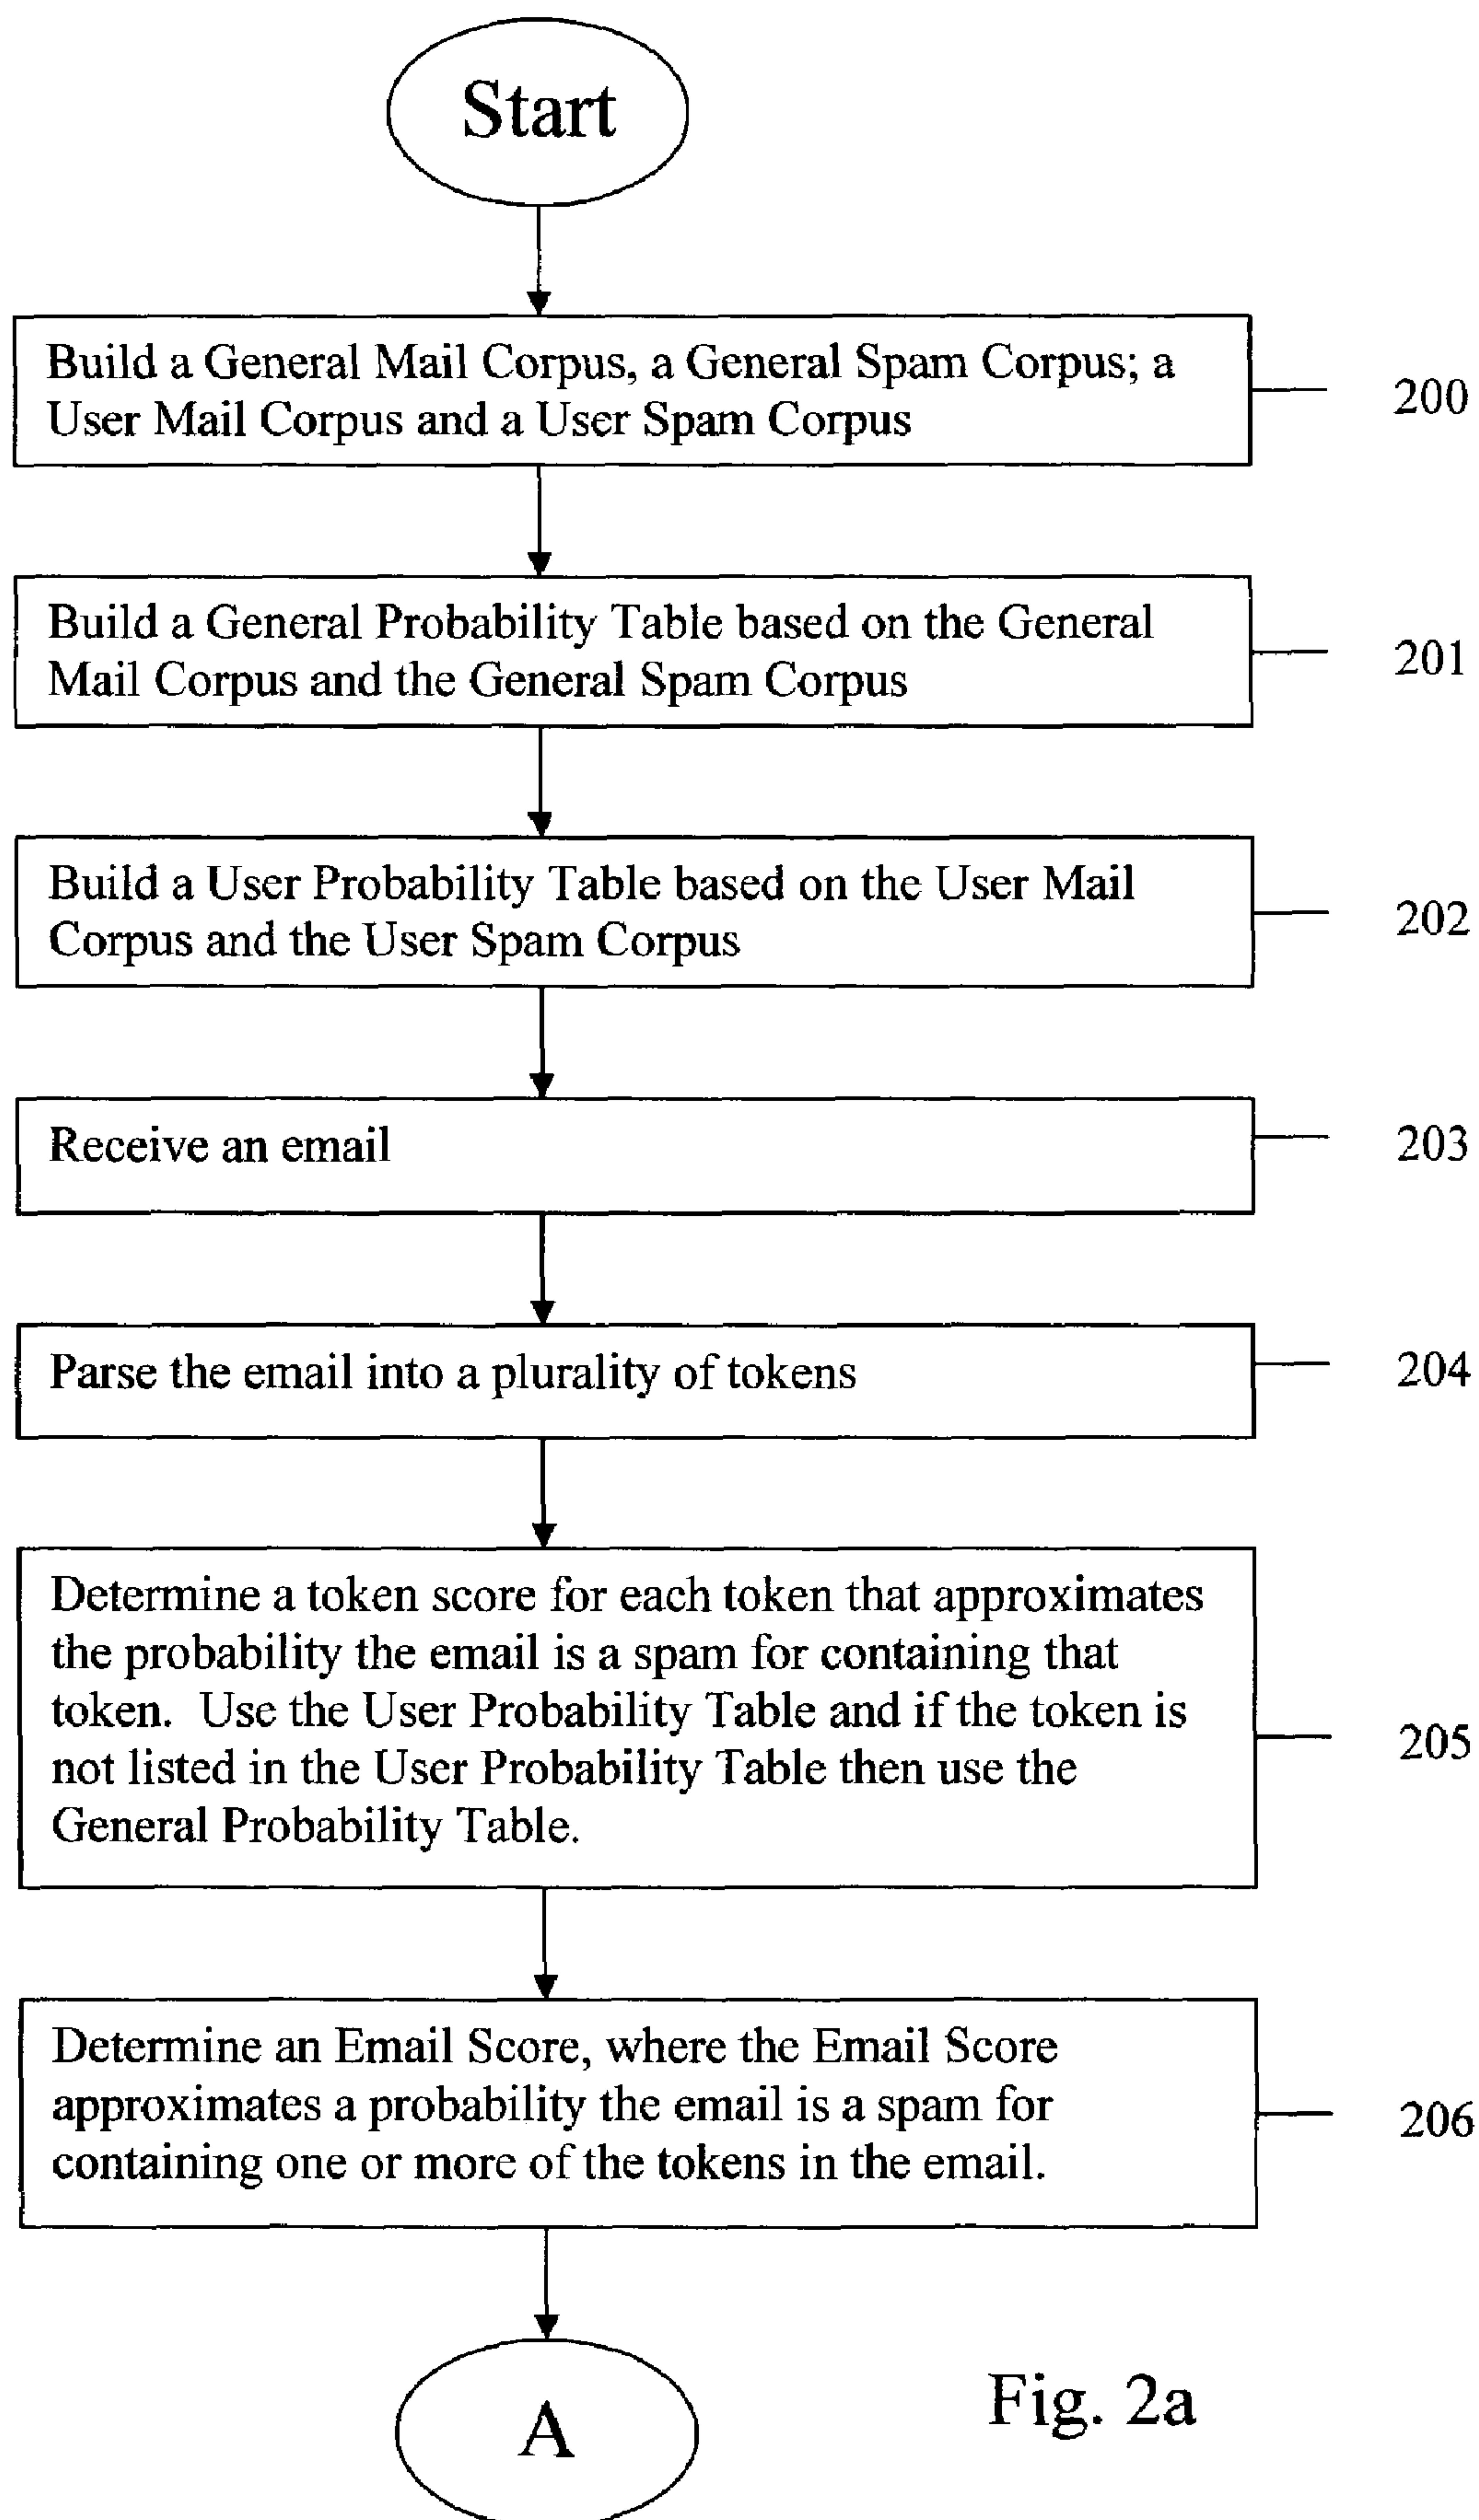 Start
Build a General Mail Corpus, a General Spam Corpus; a
User Mail Corpus and a User Spam Corpus
200
Build a General Probability Table based on the General
Mail Corpus and the General Spam Corpus
201
Build a User Probability Table based on the User Mail
Corpus and the User Spam Corpus
202
Receive an email
203
Parse the email into a plurality of tokens
204
Determine a token score for each token that approximates
the probability the email is a spam for containing that
token. Use the User Probability Table and if the token is
not listed in the User Probability Table then use the
General Probability Table.
205
Determine an Email Score, where the Email Score
approximates a probability the email is a spam for
containing one or more of the tokens in the email.
206
A
Fig. 2a